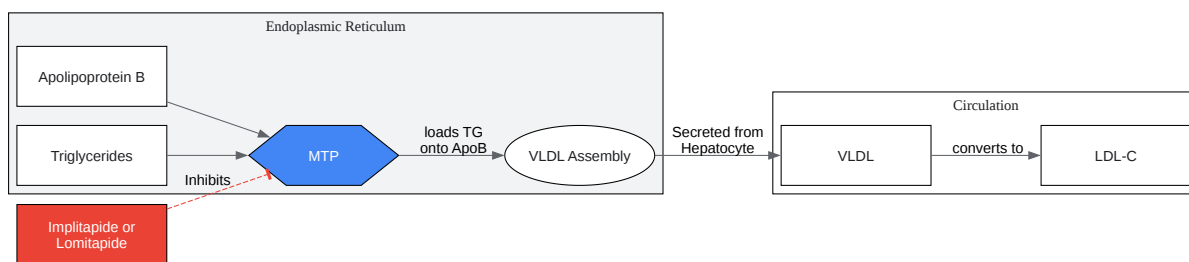 Endoplasmic Reticulum
Apolipoprotein B
Triglycerides
MTP
loads TG
onto ApoB
VLDL Assembly
Inhibits
Implitapide or
Lomitapide
Secreted from
Hepatocyte
Circulation
VLDL
converts to
LDL-C